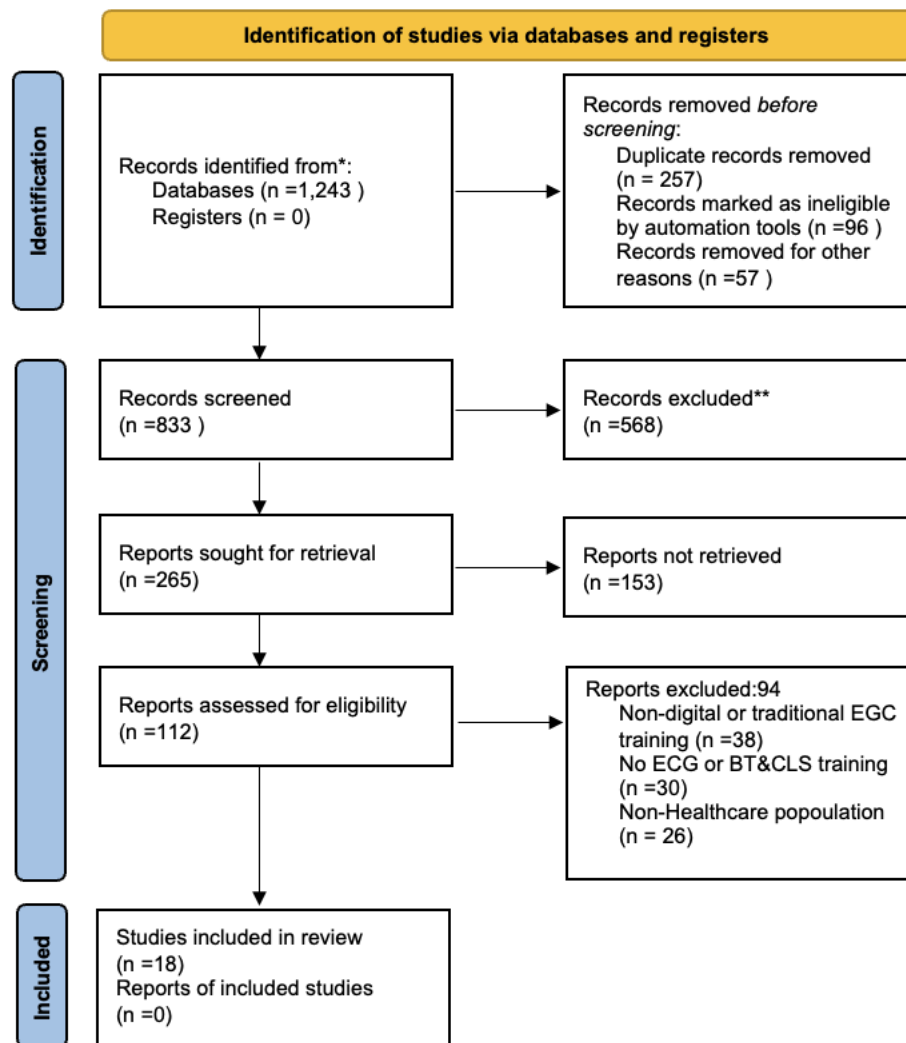 Identification of studies via databases and registers
Identification
Records identified from*:
Databases (n =1,243 )
Registers (n = 0)
Records removed before
screening:
Duplicate records removed
(n = 257)
Records marked as ineligible
by automation tools (n =96 )
Records removed for other
reasons (n =57 )
Screening
Records screened
(n =833 )
Records excluded**
(n =568)
Reports sought for retrieval
(n =265)
Reports not retrieved
(n =153)
Reports assessed for eligibility
(n =112)
Reports excluded:94
Non-digital or traditional EGC
training (n =38)
No ECG or BT&CLS training
(n =30)
Non-Healthcare popoulation
(n = 26)
Included
Studies included in review
(n =18)
Reports of included studies
(n =0)